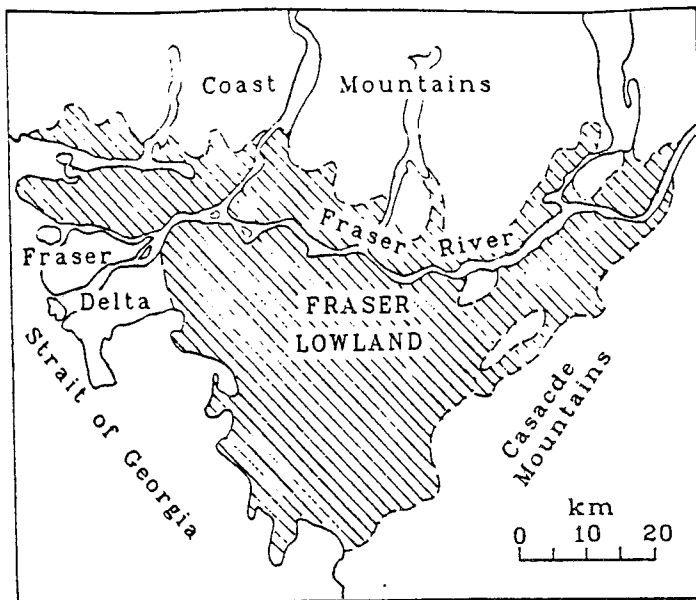 Coast Mountains
Fraser River
Fraser
Delta
FRASER
LOWLAND
Strait of Georgia
Casacde
Mountains
km
0 10 20